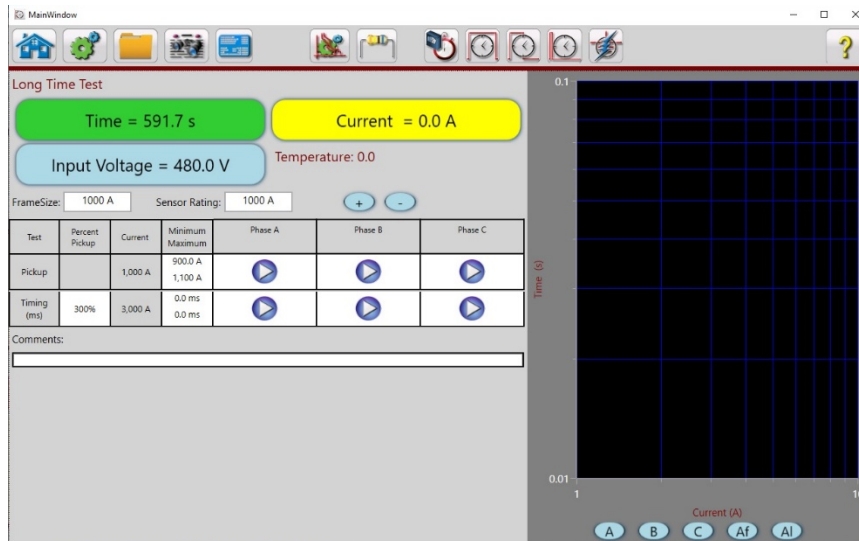 MainWindow
?
Long Time Test
Time = 591.7 s
Current = 0.0 A
Input Voltage = 480.0 V
Temperature: 0.0
FrameSize: 1000 A Sensor Rating: 1000 A + -
Test Percent Pickup Current Minimum Maximum Phase A Phase B Phase C
Pickup 1,000 A 900.0 A 1,100 A
Timing (ms) 300% 3,000 A 0.0 ms 0.0 ms
Comments:
0.1
Time (s)
0.01
1
Current (A)
A B C Af Al